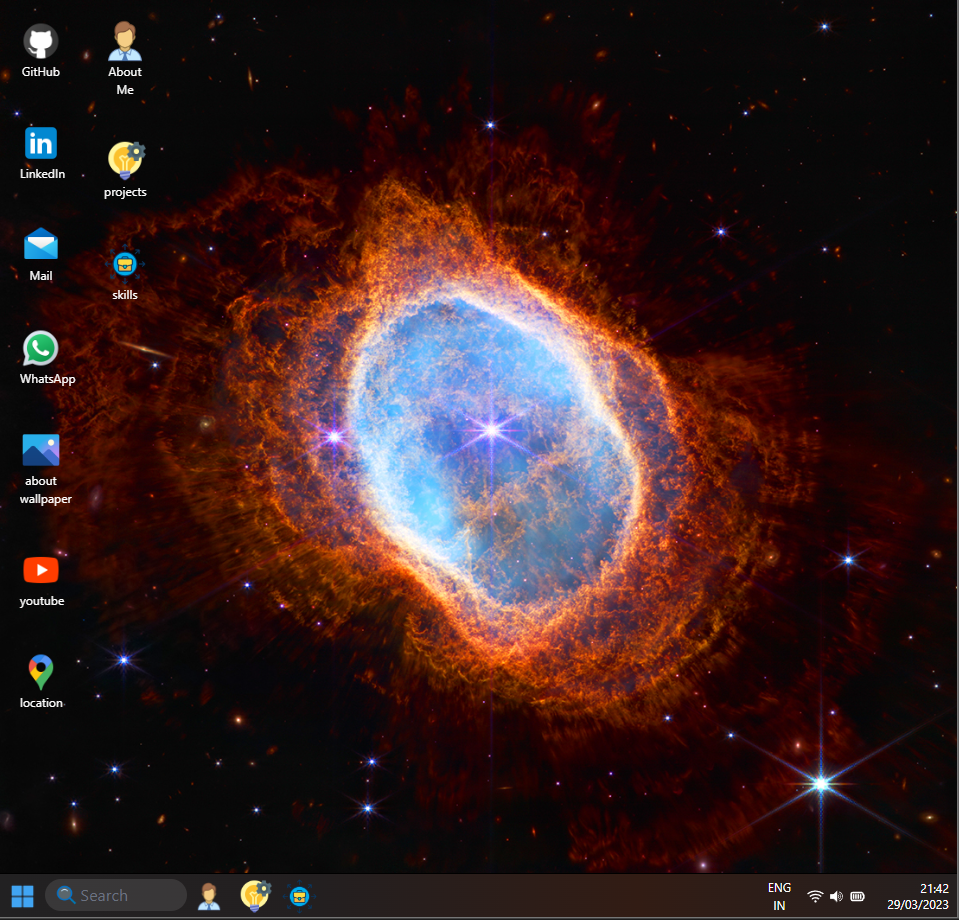 GitHub
About
Me
LinkedIn
projects
Mail
skills
WhatsApp
about
wallpaper
youtube
location
Search
ENG
IN
21:42
29/03/2023